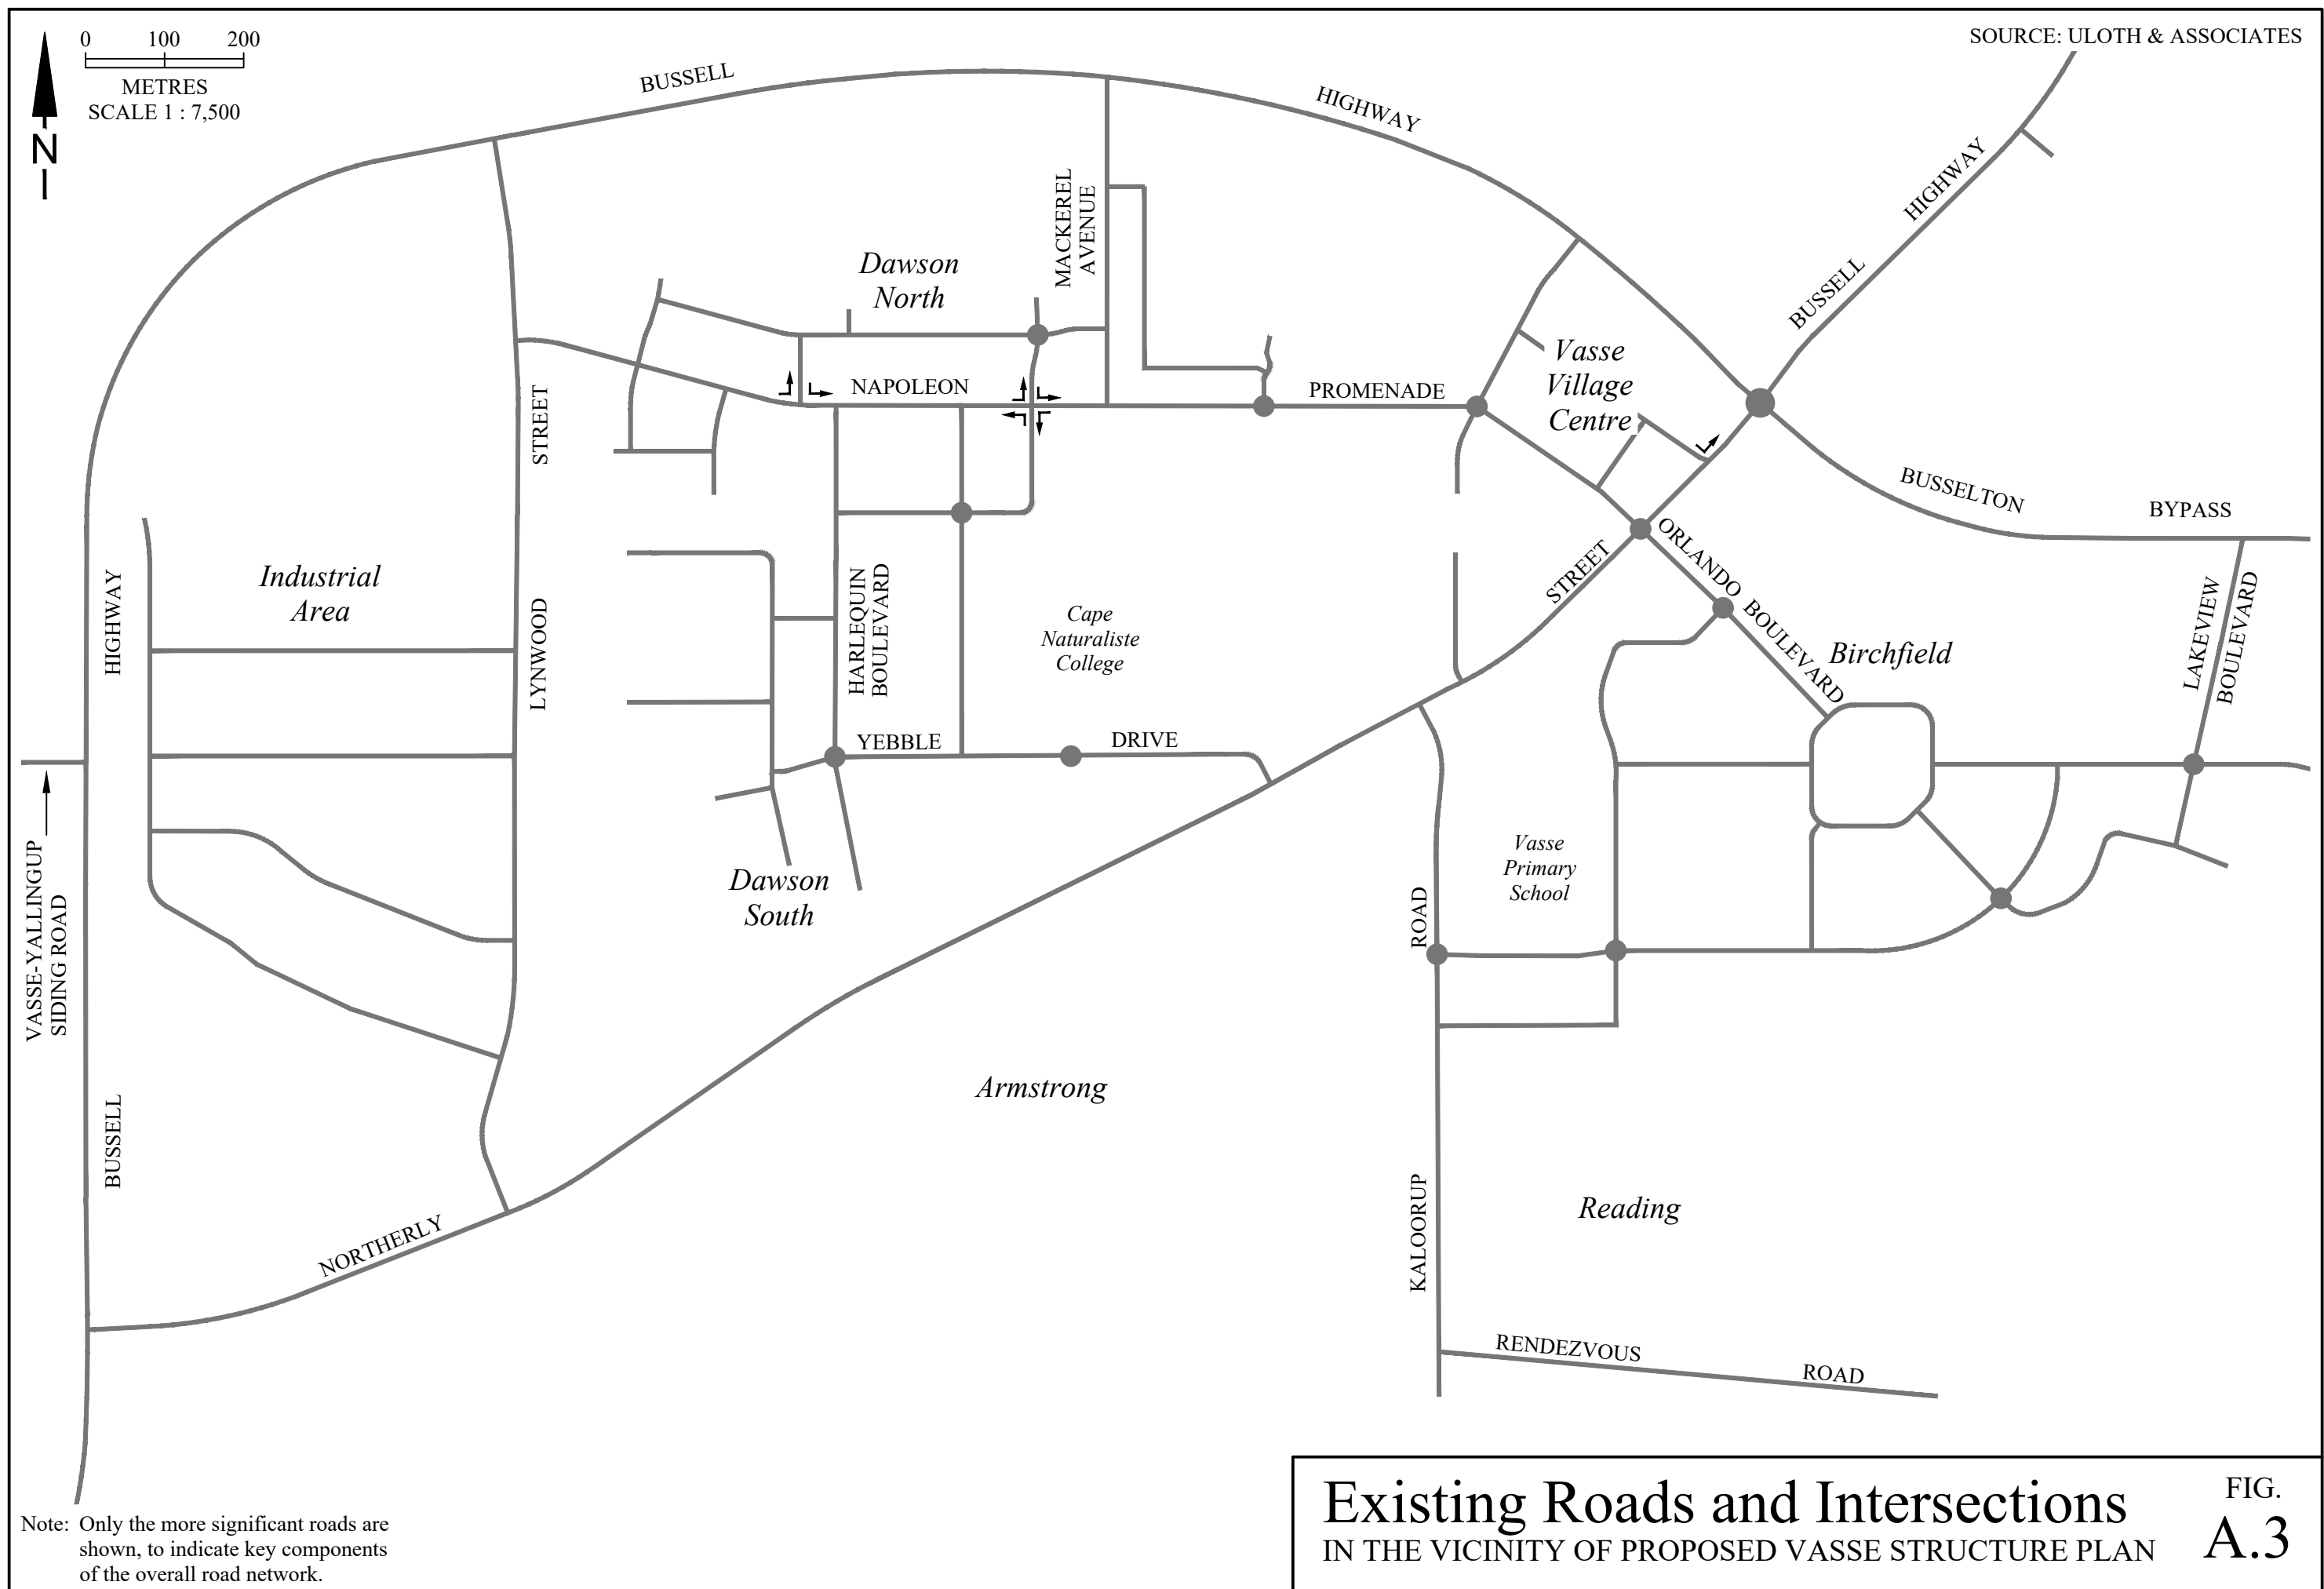 0 100 200
METRES
SCALE 1 : 7,500
N
SOURCE: ULOTH & ASSOCIATES
BUSSELL
HIGHWAY
HIGHWAY
BUSSELL
MACKEREL
AVENUE
Dawson
North
Vasse
Village
Centre
NAPOLEON
PROMENADE
STREET
BUSSELTON
BYPASS
ORLANDO
BOULEVARD
STREET
HIGHWAY
Industrial
Area
LYNWOOD
HARLEQUIN
BOULEVARD
Cape
Naturaliste
College
Birchfield
LAKEVIEW
BOULEVARD
YEBBLE
DRIVE
VASSE-YALLINGUP
SIDING ROAD
Dawson
South
Vasse
Primary
School
ROAD
Armstrong
BUSSELL
NORTHERLY
KALOORUP
Reading
RENDEZVOUS
ROAD
Note: Only the more significant roads are
shown, to indicate key components
of the overall road network.
Existing Roads and Intersections
IN THE VICINITY OF PROPOSED VASSE STRUCTURE PLAN
FIG.
A.3